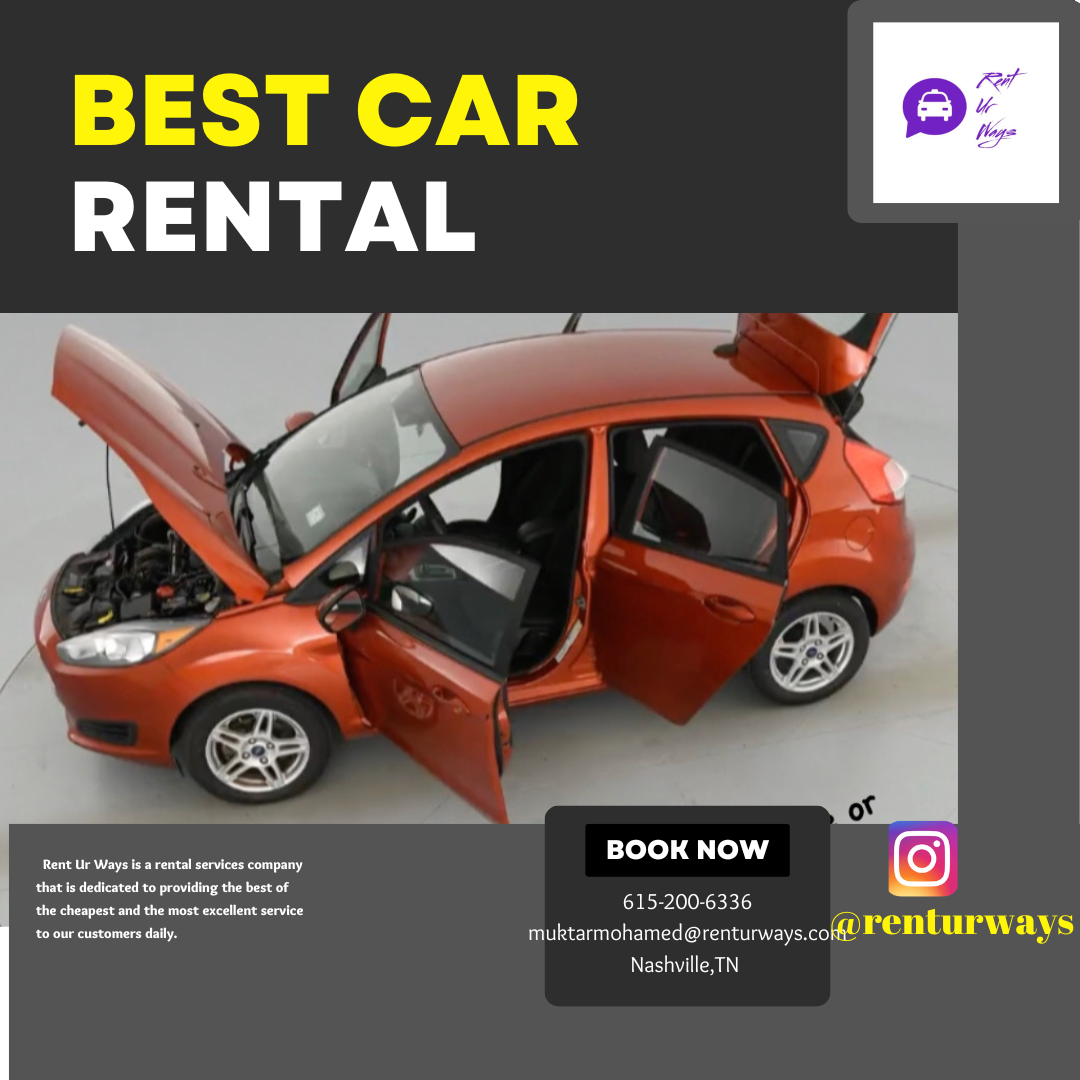 BEST CAR
RENTAL
Rent
Ur
Ways
or
BOOK NOW
615-200-6336
muktarmohamed@renturways.com
Nashville,TN
@renturways
Rent Ur Ways is a rental services company
that is dedicated to providing the best of
the cheapest and the most excellent service
to our customers daily.